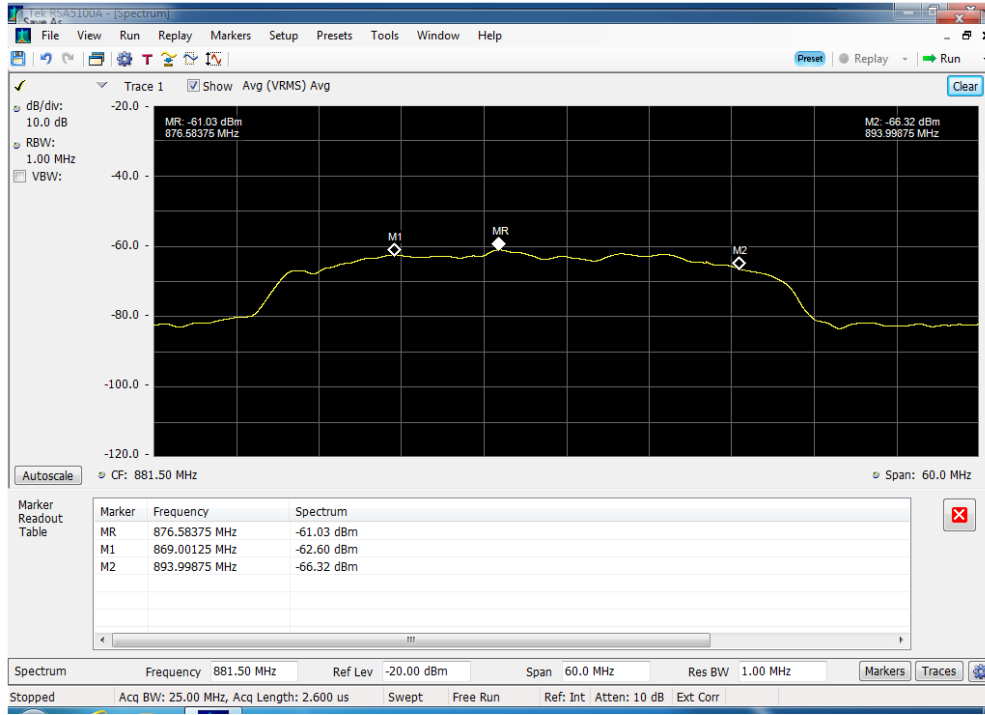 Tek RSA5100A - [Spectrum]
Save As
File View Run Replay Markers Setup Presets Tools Window Help
T Preset Replay Run
Trace 1 Show Avg (VRMS) Avg Clear
dB/div:
10.0 dB
RBW:
1.00 MHz
VBW:
-20.0 -
MR: -61.03 dBm
876.58375 MHz
M2: -66.32 dBm
893.99875 MHz
-40.0 -
-60.0 -
M1
MR
M2
-80.0 -
-100.0 -
-120.0 -
Autoscale CF: 881.50 MHz Span: 60.0 MHz
Marker
Readout
Table
Marker Frequency Spectrum
MR 876.58375 MHz -61.03 dBm
M1 869.00125 MHz -62.60 dBm
M2 893.99875 MHz -66.32 dBm
Spectrum Frequency 881.50 MHz Ref Lev -20.00 dBm Span 60.0 MHz Res BW 1.00 MHz Markers Traces
Stopped Acq BW: 25.00 MHz, Acq Length: 2.600 us Swept Free Run Ref: Int Atten: 10 dB Ext Corr